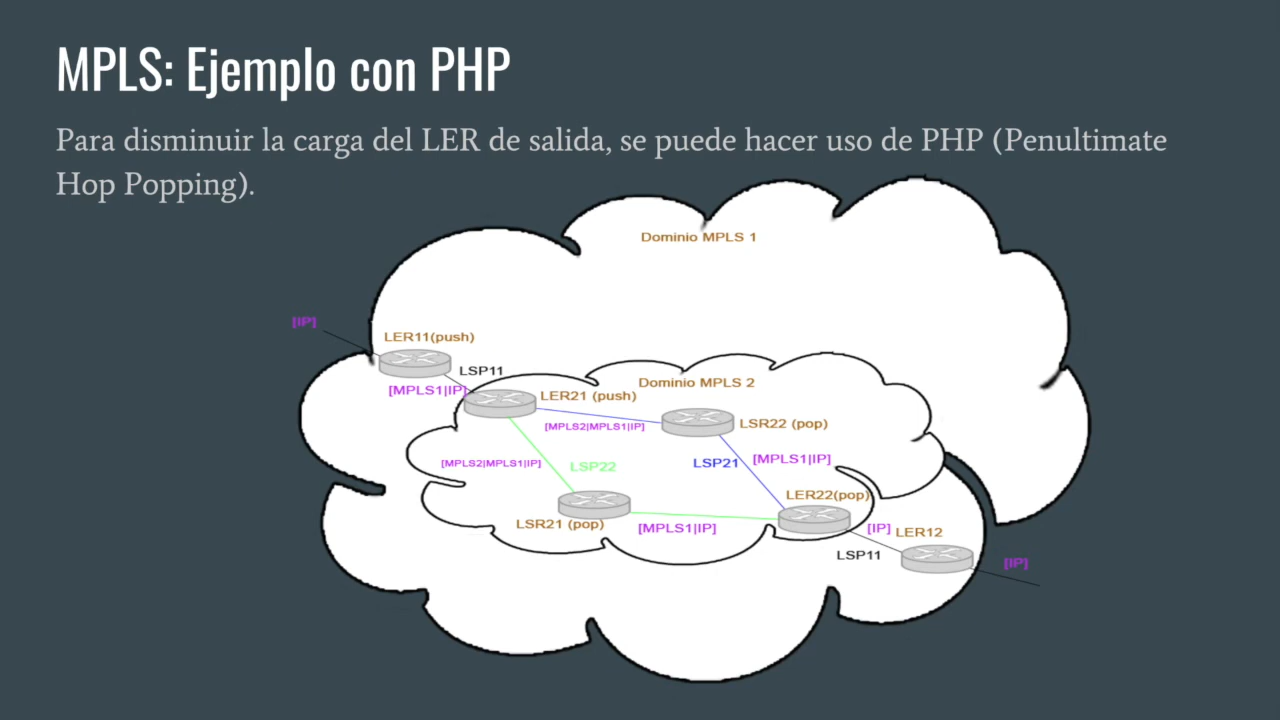 MPLS: Ejemplo con PHP
Para disminuir la carga del LER de salida, se puede hacer uso de PHP (Penultimate
Hop Popping).
Dominio MPLS 1
[IP]
LER11(push)
LSP11
[MPLS1|IP]
Dominio MPLS 2
LER21 (push)
LSR22 (pop)
[MPLS2|MPLS1|IP]
[MPLS2|MPLS1|IP]
LSP22
LSP21
[MPLS1|IP]
LER22(pop)
LSR21 (pop)
[MPLS1|IP]
[IP]
LER12
LSP11
[IP]